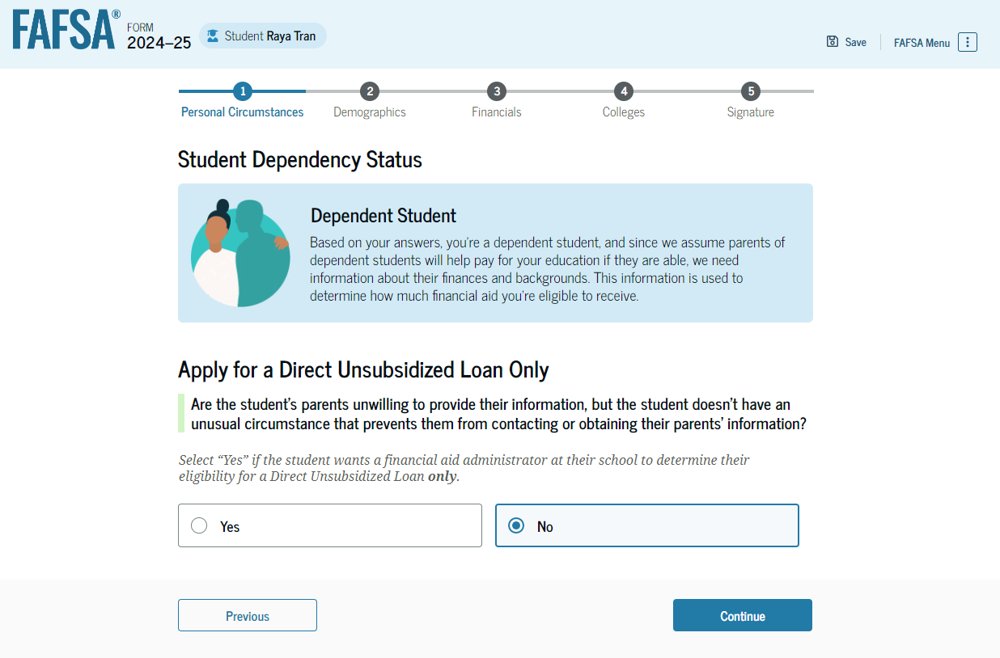 FAFSA®
FORM
2024–25
Student Raya Tran
Save
FAFSA Menu
1
2
3
4
5
Personal Circumstances
Demographics
Financials
Colleges
Signature
Student Dependency Status
Dependent Student
Based on your answers, you're a dependent student, and since we assume parents of
dependent students will help pay for your education if they are able, we need
information about their finances and backgrounds. This information is used to
determine how much financial aid you're eligible to receive.
Apply for a Direct Unsubsidized Loan Only
Are the student's parents unwilling to provide their information, but the student doesn't have an
unusual circumstance that prevents them from contacting or obtaining their parents' information?
Select “Yes” if the student wants a financial aid administrator at their school to determine their
eligibility for a Direct Unsubsidized Loan only.
Yes
No
Previous
Continue